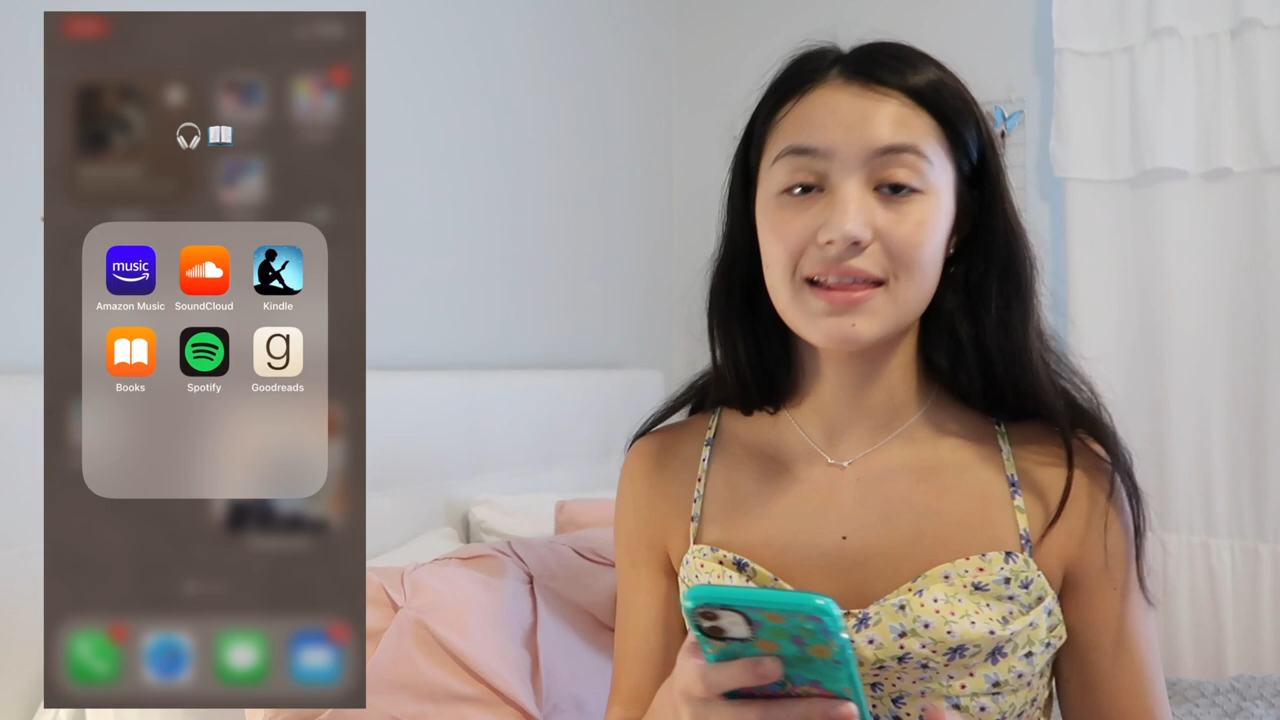 🎧 📖
music
Amazon Music SoundCloud Kindle
g
Books Spotify Goodreads